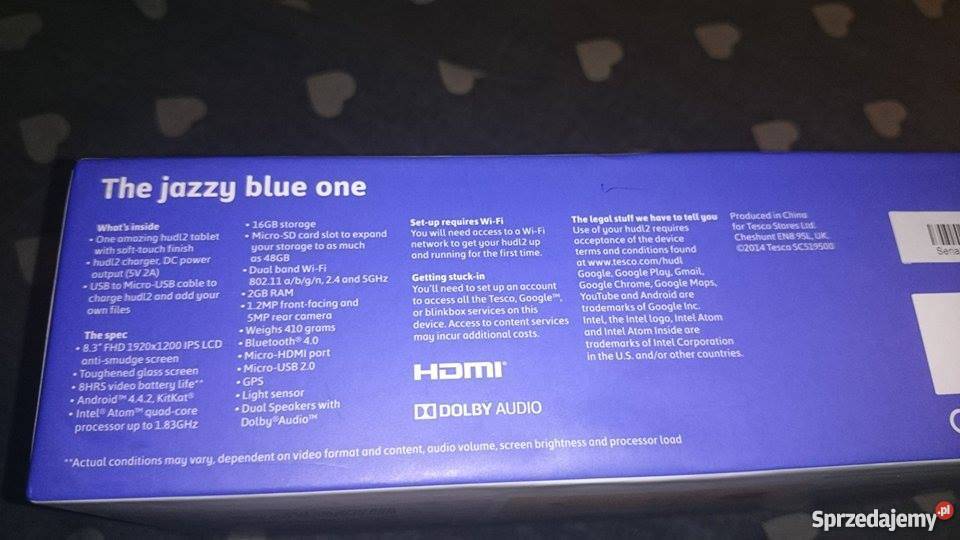 The jazzy blue one
What's inside
• One amazing hudl2 tablet
with soft-touch finish
• hudl2 charger, DC power
output (5V 2A)
• USB to Micro-USB cable to
charge hudl2 and add your
own files
The spec
• 8.3" FHD 1920x1200 IPS LCD
anti-smudge screen
• Toughened glass screen
• 8HRS video battery life**
• Android™ 4.4.2, KitKat®
• Intel® Atom™ quad-core
processor up to 1.83GHz
• 16GB storage
• Micro-SD card slot to expand
your storage to as much
as 48GB
• Dual band Wi-Fi
802.11 a/b/g/n, 2.4 and 5GHz
• 2GB RAM
• 1.2MP front-facing and
5MP rear camera
• Weighs 410 grams
• Bluetooth® 4.0
• Micro-HDMI port
• Micro-USB 2.0
• GPS
• Light sensor
• Dual Speakers with
Dolby®Audio™
Set-up requires Wi-Fi
You will need access to a Wi-Fi
network to get your hudl2 up
and running for the first time.
Getting stuck-in
You'll need to set up an account
to access all the Tesco, Google™,
or blinkbox services on this
device. Access to content services
may incur additional costs.
HDMI®
DOLBY AUDIO
The legal stuff we have to tell you
Use of your hudl2 requires
acceptance of the device
terms and conditions found
at www.tesco.com/hudl
Google, Google Play, Gmail,
Google Chrome, Google Maps,
YouTube and Android are
trademarks of Google Inc.
Intel, the Intel logo, Intel Atom
and Intel Atom Inside are
trademarks of Intel Corporation
in the U.S. and/or other countries.
Produced in China
for Tesco Stores Ltd.
Cheshunt EN8 9SL, UK.
©2014 Tesco SC519500
Seria
**Actual conditions may vary, dependent on video format and content, audio volume, screen brightness and processor load
Sprzedajemy.pl